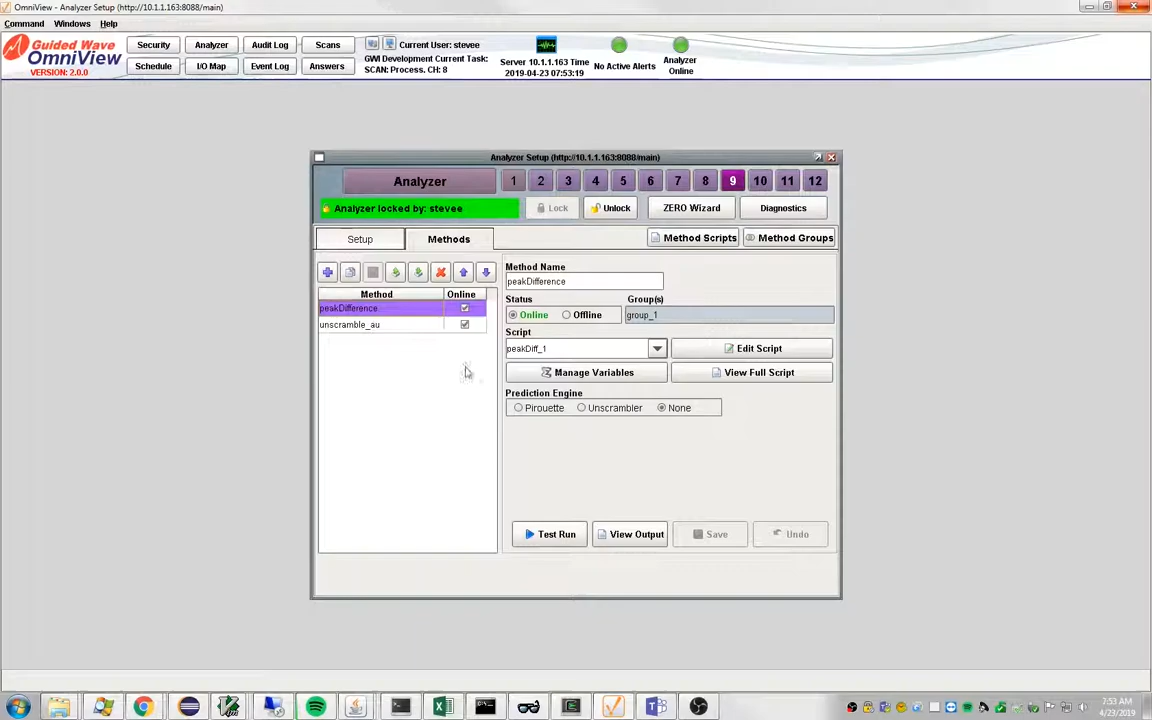 OmniView - Analyzer Setup (http://10.1.1.163:8088/main)
Command Windows Help
Guided Wave
OmniView
VERSION: 2.0.0
Security Analyzer Audit Log Scans
Schedule I/O Map Event Log Answers
Current User: stevee
GWI Development Current Task:
SCAN: Process. CH: 8
Server 10.1.1.163 Time
2019-04-23 07:53:19
No Active Alerts
Analyzer
Online
Analyzer Setup (http://10.1.1.163:8088/main)
Analyzer 1 2 3 4 5 6 7 8 9 10 11 12
Analyzer locked by: stevee Lock Unlock ZERO Wizard Diagnostics
Setup Methods Method Scripts Method Groups
Method Online
peakDifference
unscramble_au
Method Name
peakDifference
Status Group(s)
Online Offline group_1
Script
peakDiff_1 Edit Script
Manage Variables View Full Script
Prediction Engine
Pirouette Unscrambler None
Test Run View Output Save Undo
7:53 AM
4/23/2019